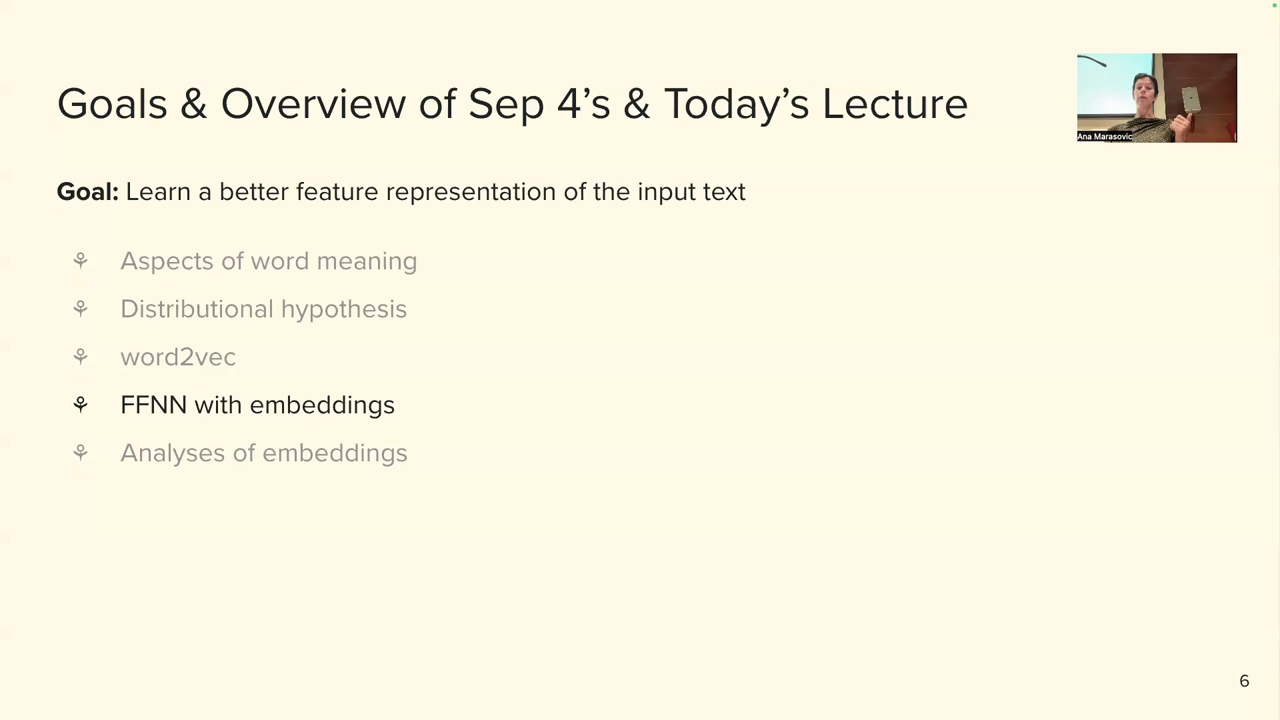 Goals & Overview of Sep 4’s & Today’s Lecture
Ana Marasovic
Goal: Learn a better feature representation of the input text
⚘ Aspects of word meaning
⚘ Distributional hypothesis
⚘ word2vec
⚘ FFNN with embeddings
⚘ Analyses of embeddings
6